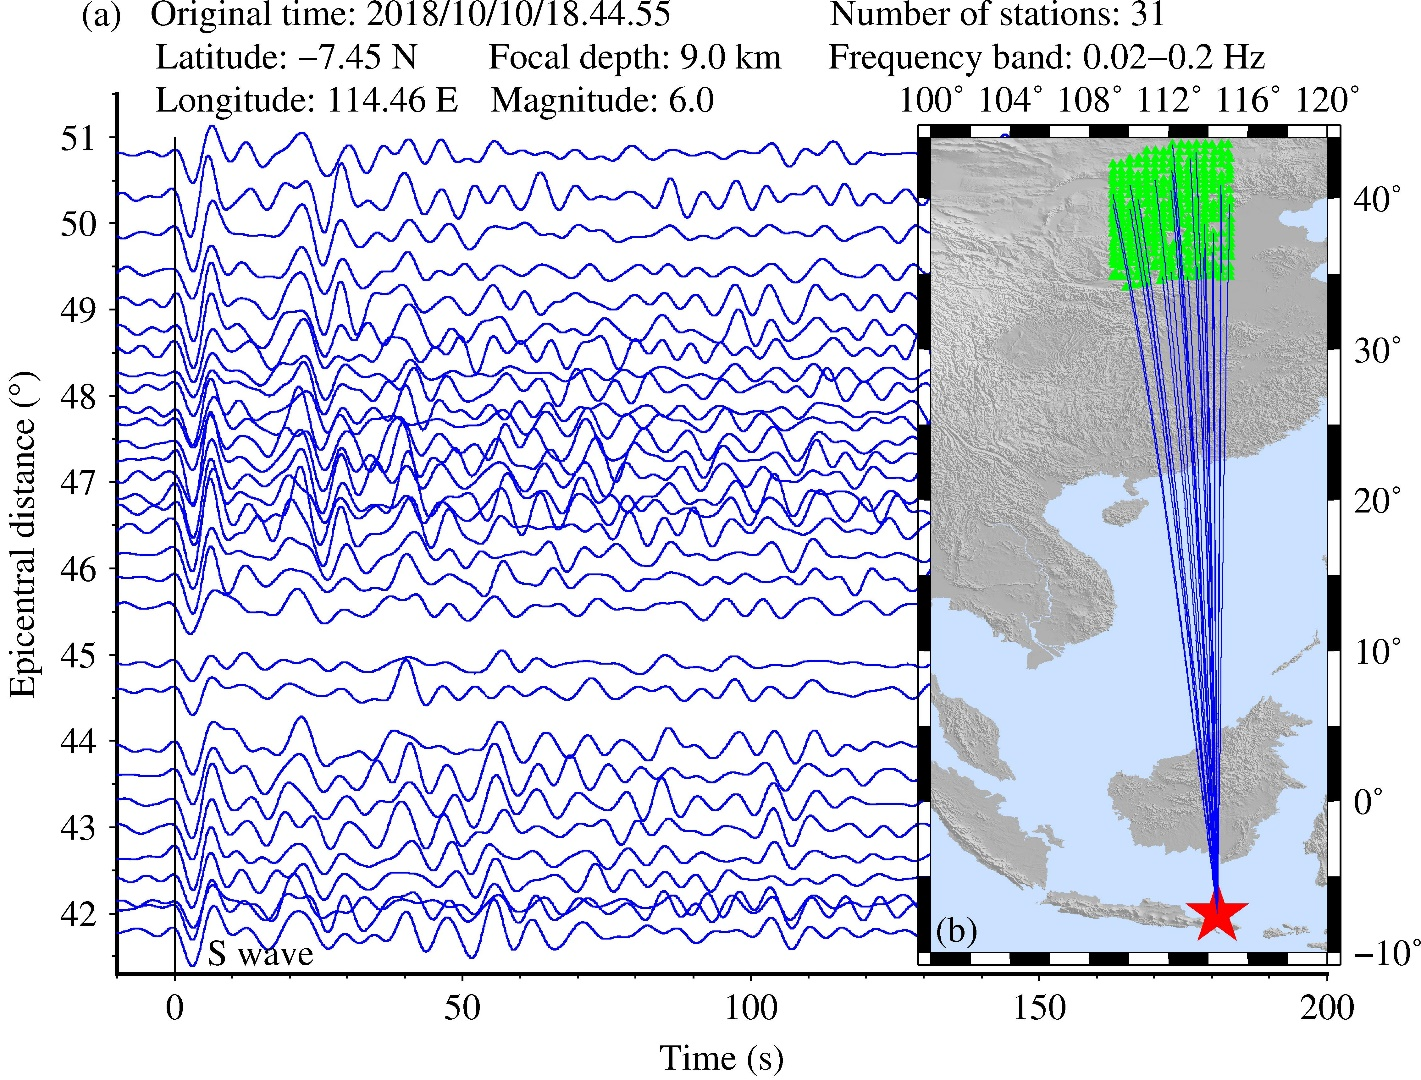 (a) Original time: 2018/10/10/18.44.55 Number of stations: 31
Latitude: −7.45 N Focal depth: 9.0 km Frequency band: 0.02−0.2 Hz
Longitude: 114.46 E Magnitude: 6.0
100° 104° 108° 112° 116° 120°
51
50
49
48
47
46
45
44
43
42
Epicentral distance (°)
S wave
0 50 100 150 200
Time (s)
40°
30°
20°
10°
0°
−10°
(b)